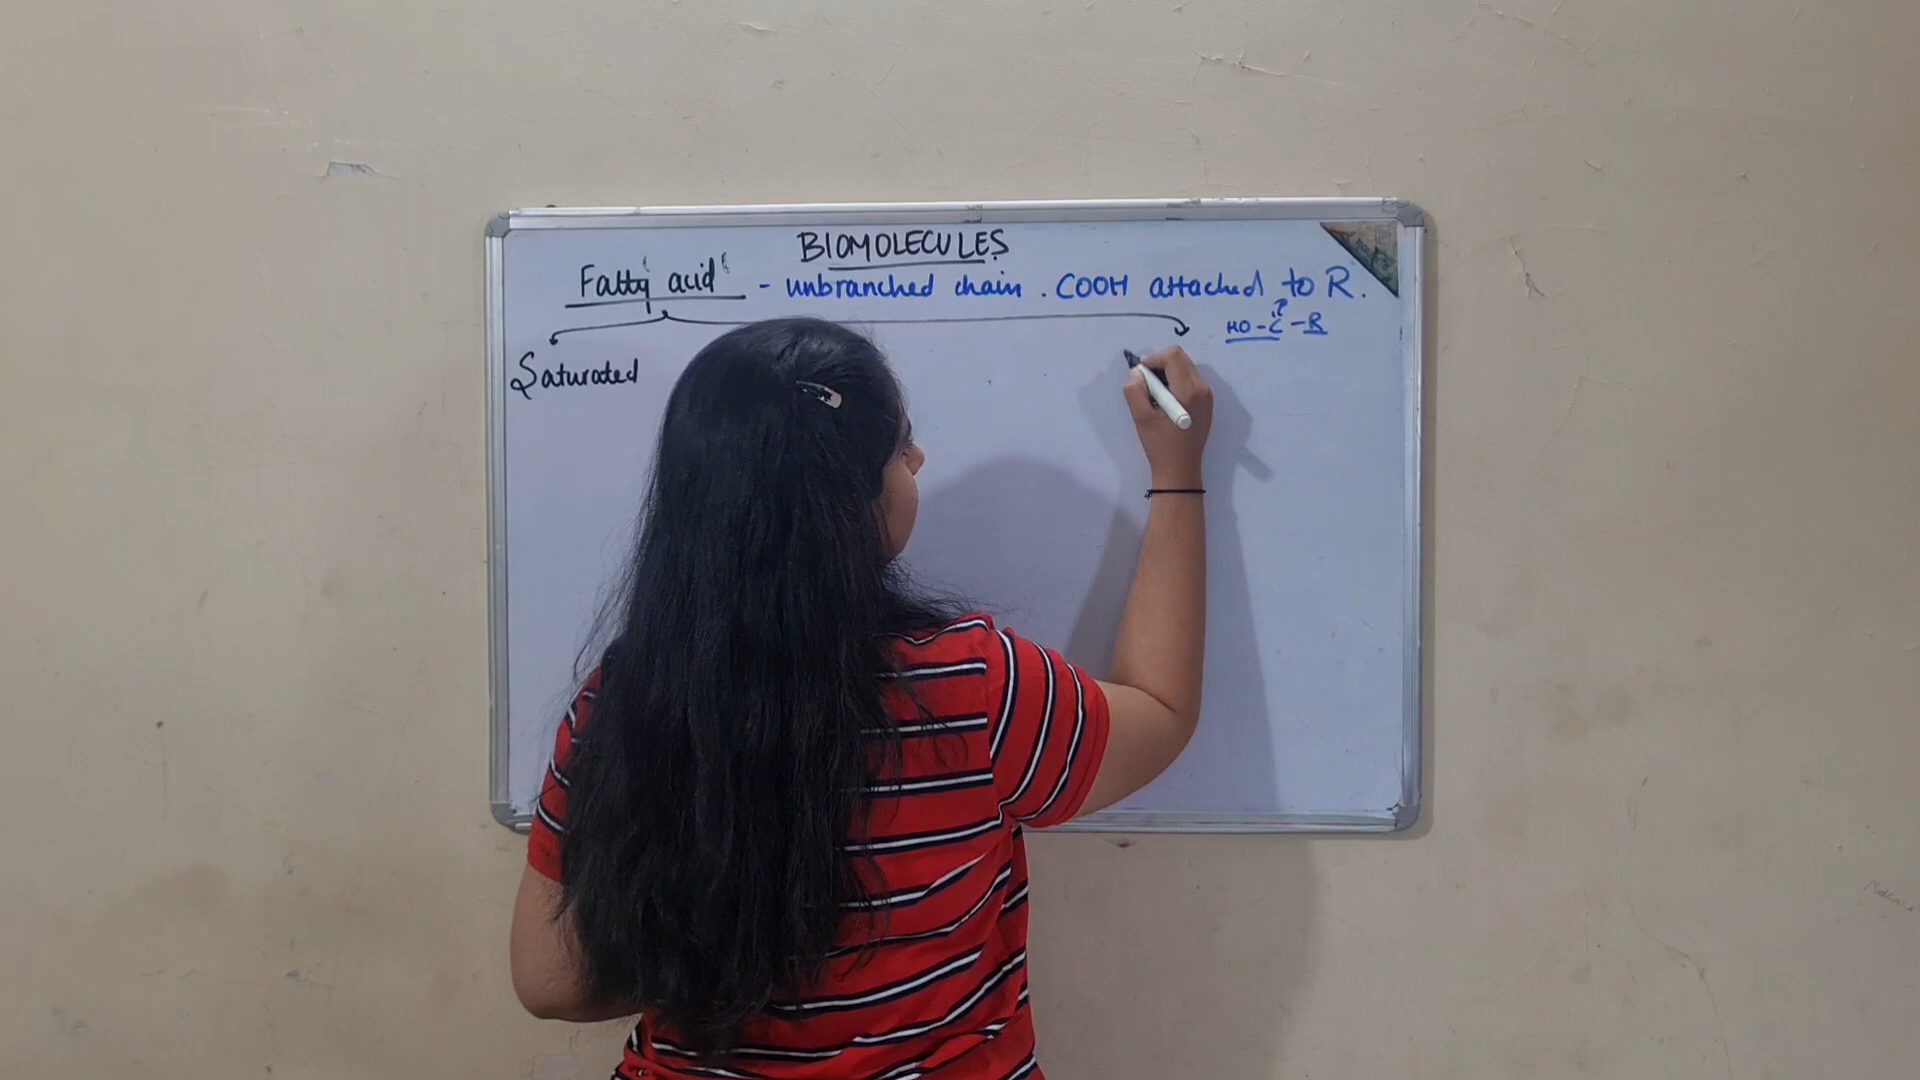 BIOMOLECULES
'Fatty acid' - unbranched chain . COOH attached to R.
O
HO-C-R
Saturated